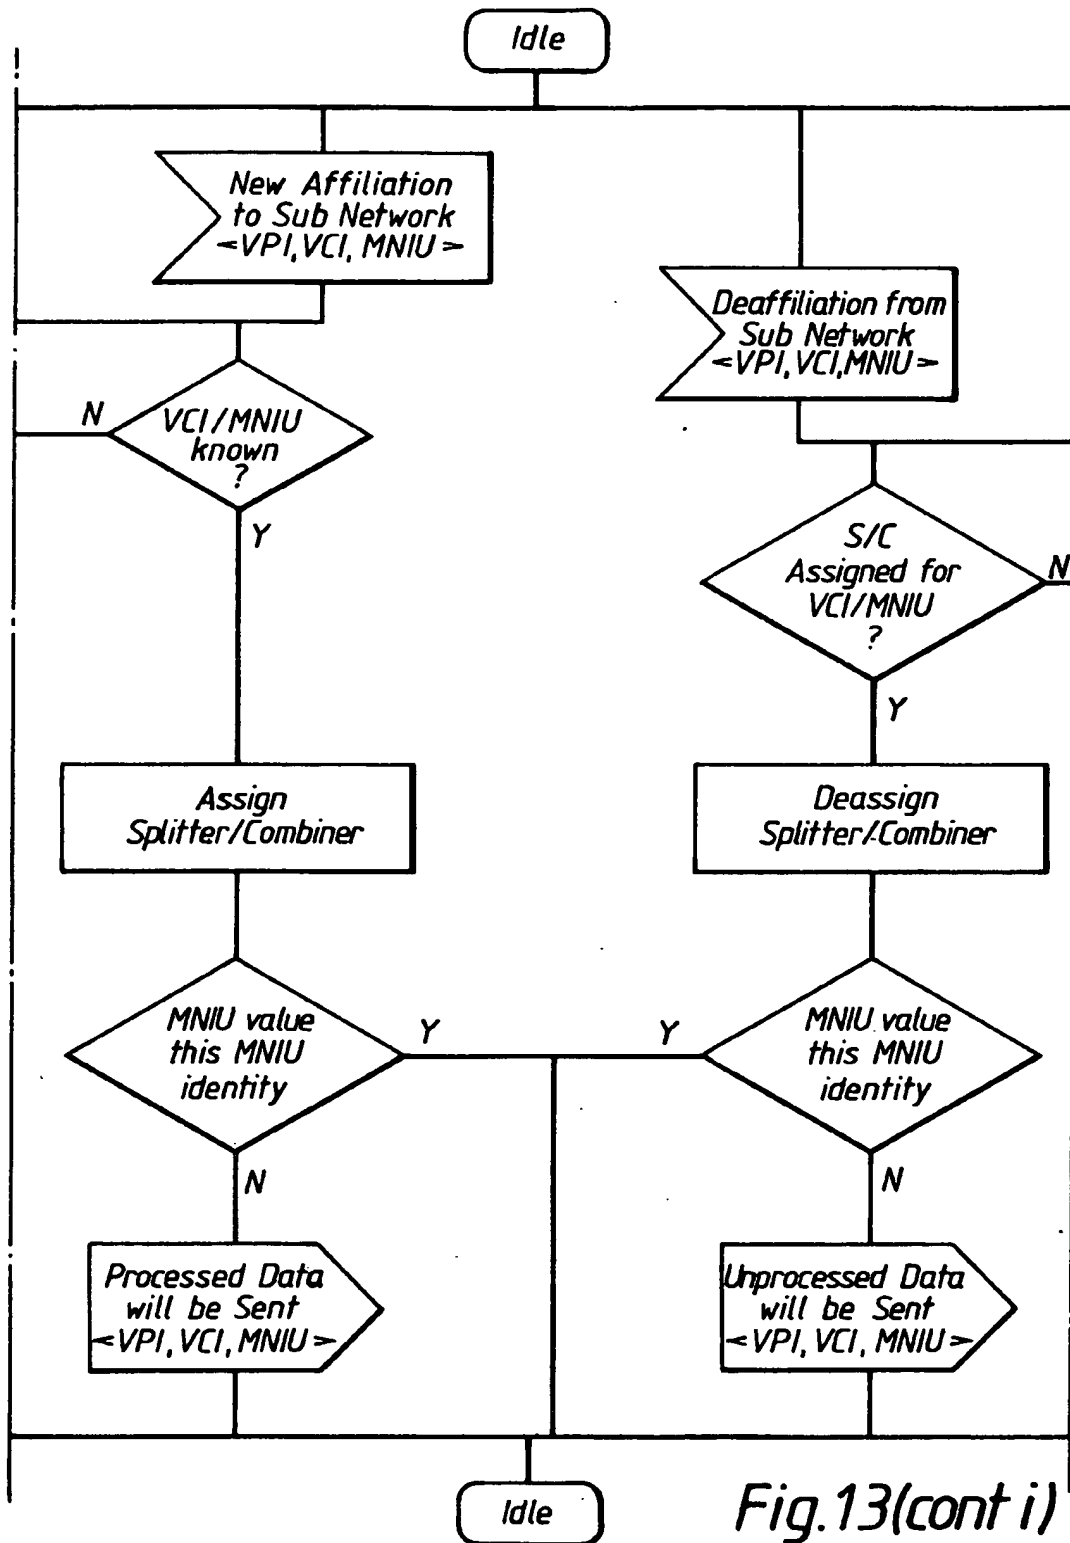 Idle
New Affiliation
to Sub Network
<VPI, VCI, MNIU>
Deaffiliation from
Sub Network
<VPI, VCI, MNIU>
N
VCI/MNIU
known
?
Y
S/C
Assigned for
VCI/MNIU
?
N
Y
Assign
Splitter/Combiner
Deassign
Splitter/Combiner
MNIU value
this MNIU
identity
Y
Y
MNIU value
this MNIU
identity
N
N
Processed Data
will be Sent
<VPI, VCI, MNIU>
Unprocessed Data
will be Sent
<VPI, VCI, MNIU>
Idle
Fig.13(cont i)